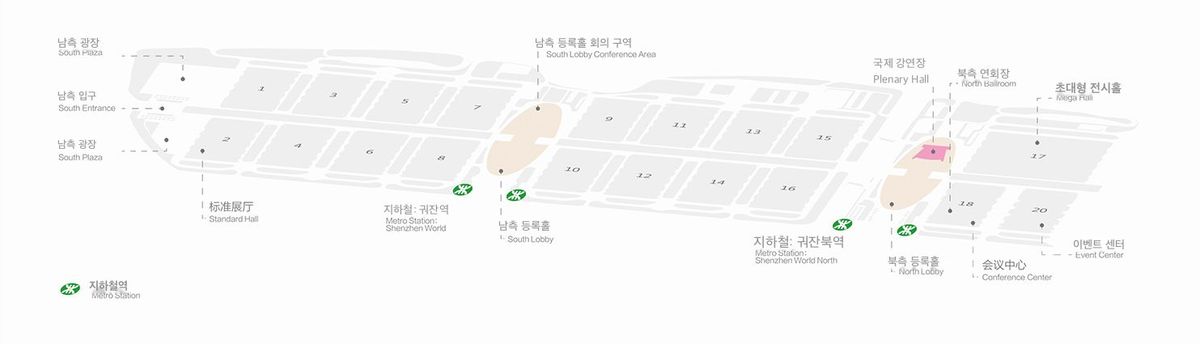 남측 광장
South Plaza
남측 입구
South Entrance
남측 광장
South Plaza
标准展厅
Standard Hall
지하철역
Metro Station
지하철: 궈잔역
Metro Station:
Shenzhen World
남측 등록홀 회의 구역
South Lobby Conference Area
남측 등록홀
South Lobby
국제 강연장
Plenary Hall
북측 연회장
North Ballroom
초대형 전시홀
Mega Hall
지하철: 궈잔북역
Metro Station:
Shenzhen World North
북측 등록홀
North Lobby
会议中心
Conference Center
이벤트 센터
Event Center
1
3
5
7
9
11
13
15
17
2
4
6
8
10
12
14
16
18
20